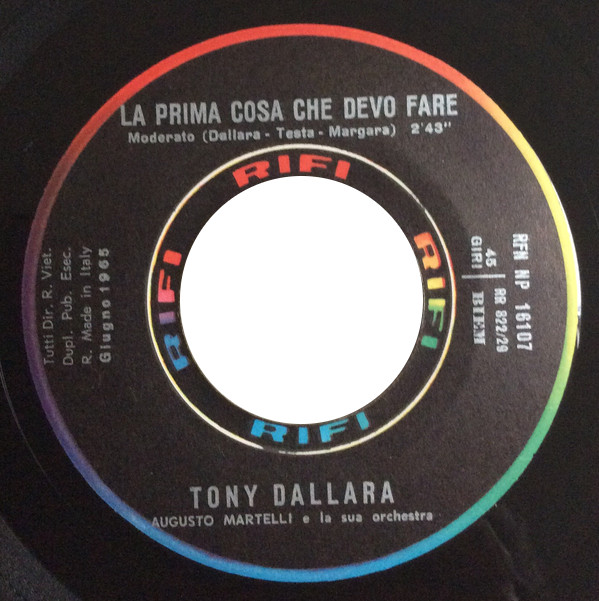 LA PRIMA COSA CHE DEVO FARE
Moderato (Dallara - Testa - Margara) 2'43"
RIFI
RIFI
RIFI
RIFI
Tutti Dir. R. Viet.
Dupl. Pub. Esec.
R. Made in Italy
Giugno 1965
RFN NP 16107
RR 822/29
45
GIRI
BIEM
TONY DALLARA
AUGUSTO MARTELLI e la sua orchestra